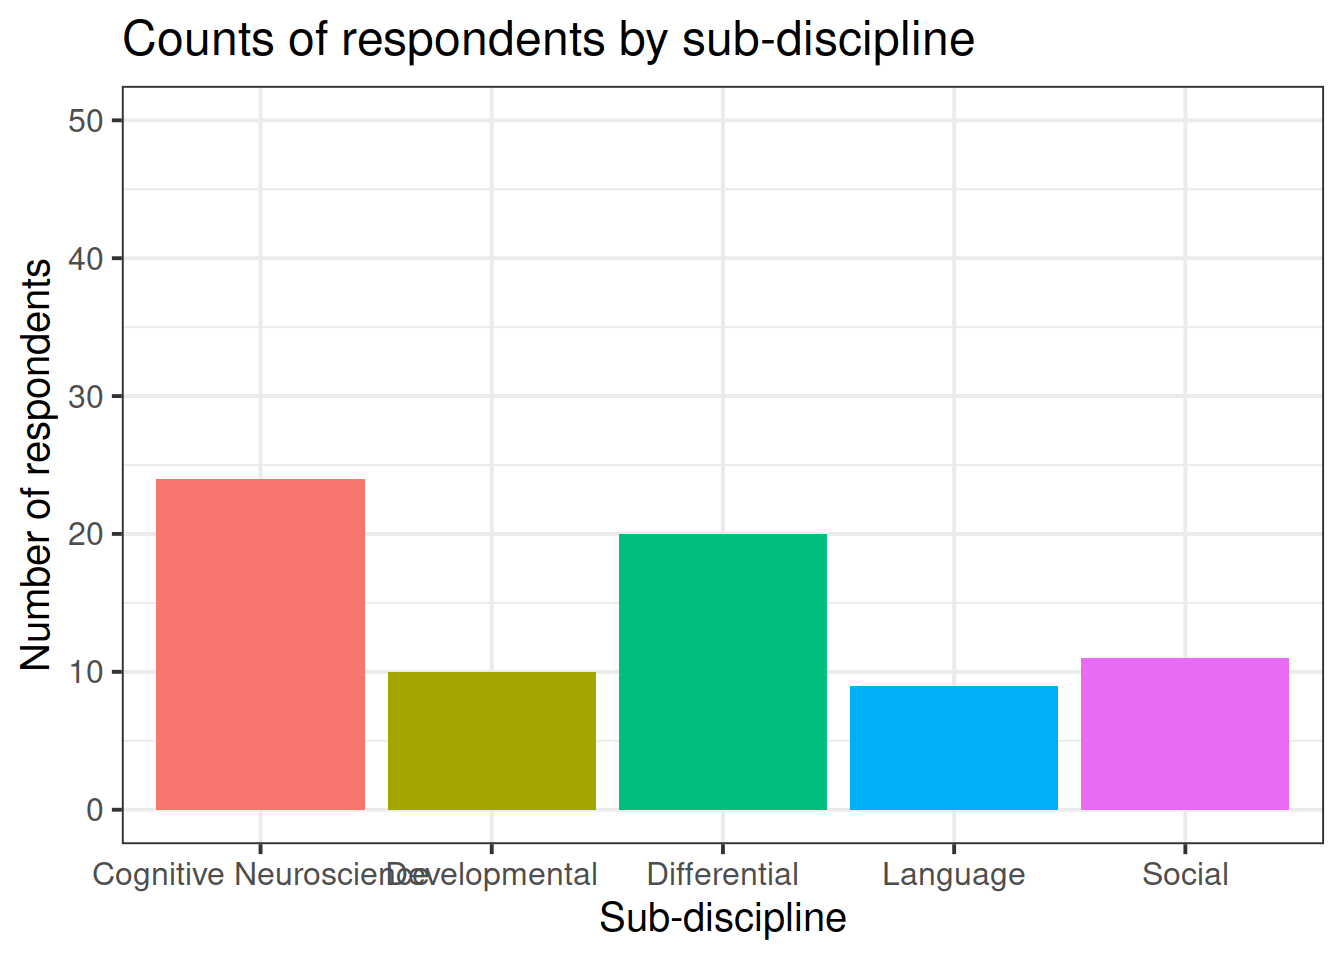 Counts of respondents by sub-discipline
Number of respondents
50
40
30
20
10
0
Cognitive Neuroscience Developmental Differential Language Social
Sub-discipline